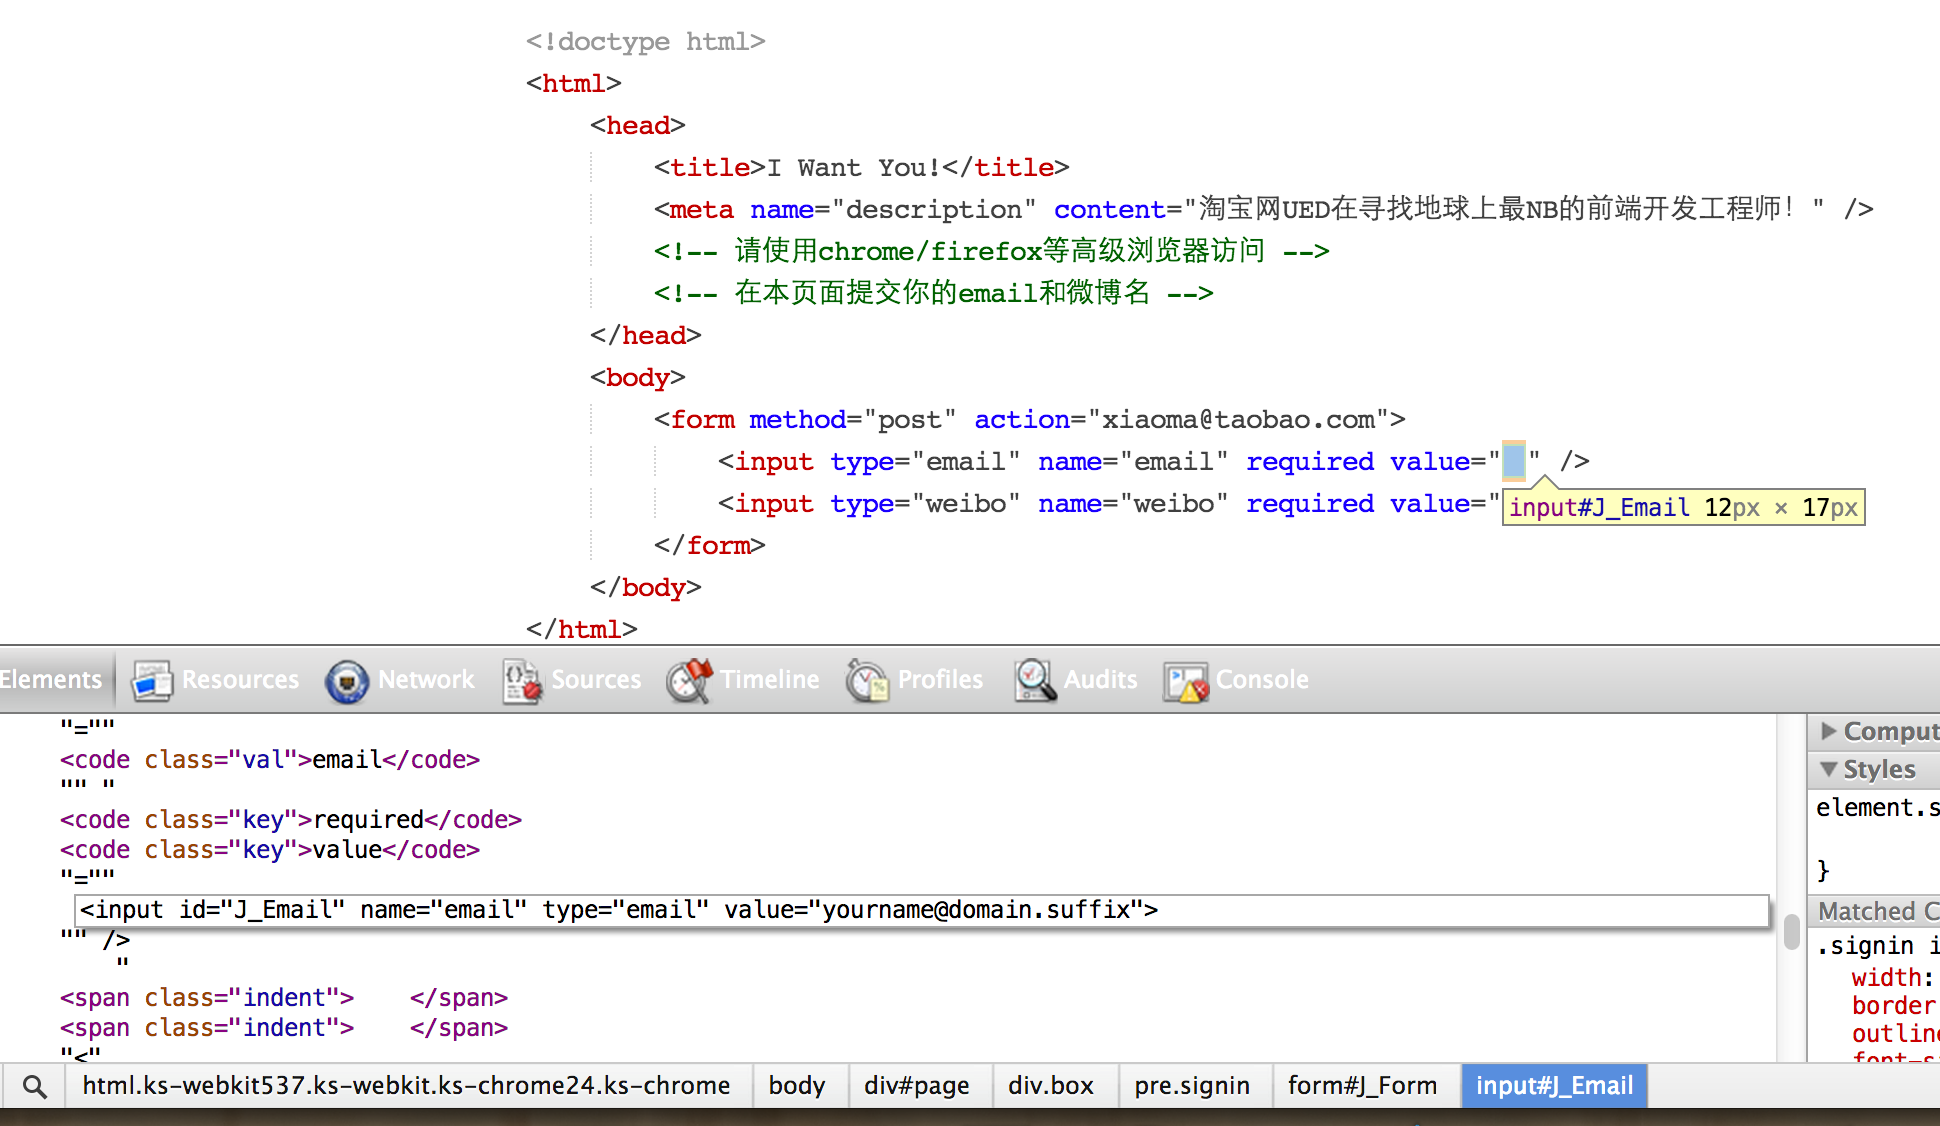 <!doctype html>
<html>
<head>
<title>I Want You!</title>
<meta name="description" content="淘宝网UED在寻找地球上最NB的前端开发工程师！" />
<!-- 请使用chrome/firefox等高级浏览器访问 -->
<!-- 在本页面提交你的email和微博名 -->
</head>
<body>
<form method="post" action="xiaoma@taobao.com">
<input type="email" name="email" required value=" " />
<input type="weibo" name="weibo" required value="
input#J_Email 12px × 17px
</form>
</body>
</html>
Elements Resources Network Sources Timeline Profiles Audits Console
"=""
<code class="val">email</code>
"" "
<code class="key">required</code>
<code class="key">value</code>
"=""
<input id="J_Email" name="email" type="email" value="yourname@domain.suffix">
"" />
"
<span class="indent">    </span>
<span class="indent">    </span>
"<"
Comput
Styles
element.s
}
Matched C
.signin i
width:
border
outline
font-si
html.ks-webkit537.ks-webkit.ks-chrome24.ks-chrome body div#page div.box pre.signin form#J_Form input#J_Email